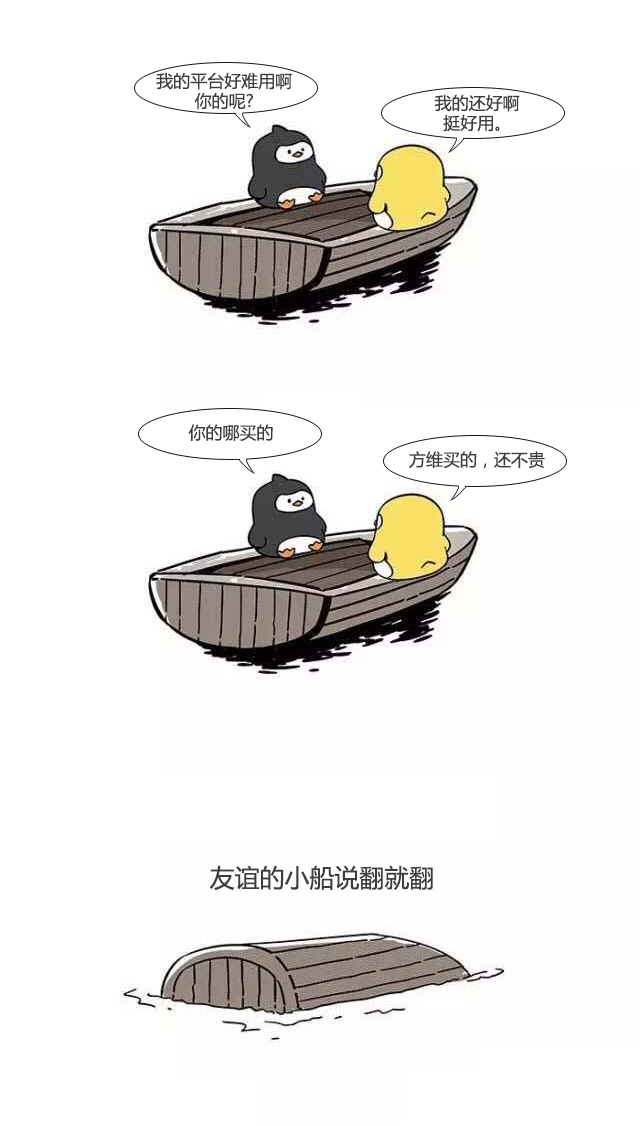 我的平台好难用啊
你的呢?
我的还好啊
挺好用。
你的哪买的
方维买的，还不贵
友谊的小船说翻就翻